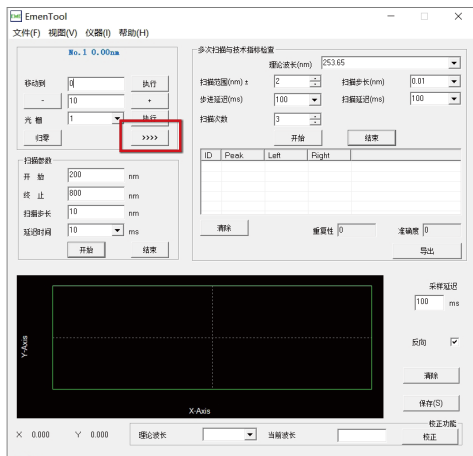 EmenTool
文件(F) 视图(V) 仪器(I) 帮助(H)
No.1 0.00nm
移动到 0 执行
- 10 +
光 栅 1 执行
归零 >>>>
扫描参数
开 始 200 nm
终 止 800 nm
扫描步长 10 nm
延迟时间 10 ms
开始 结束
多次扫描与技术指标检查
理论波长(nm) 253.65
扫描范围(nm) ± 2 扫描步长(nm) 0.01
步进延迟(ms) 100 扫描延迟(ms) 100
扫描次数 3
开始 结束
ID Peak Left Right
清除 重复性 0 准确度 0
导出
Y-Axis
X-Axis
采样延迟
100 ms
反向
清除
保存(S)
校正功能
X 0.000 Y 0.000 理论波长 当前波长 校正